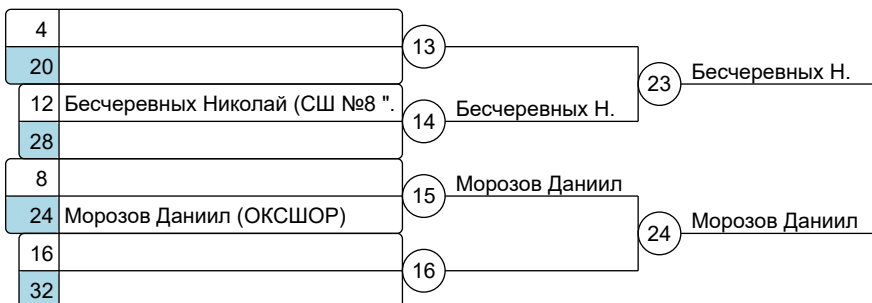 4
13
20
23 Бесчеревных Н.
12 Бесчеревных Николай (СШ №8 ".
14 Бесчеревных Н.
28
8
15 Морозов Даниил
24 Морозов Даниил (ОКСШОР)
24 Морозов Даниил
16
16
32